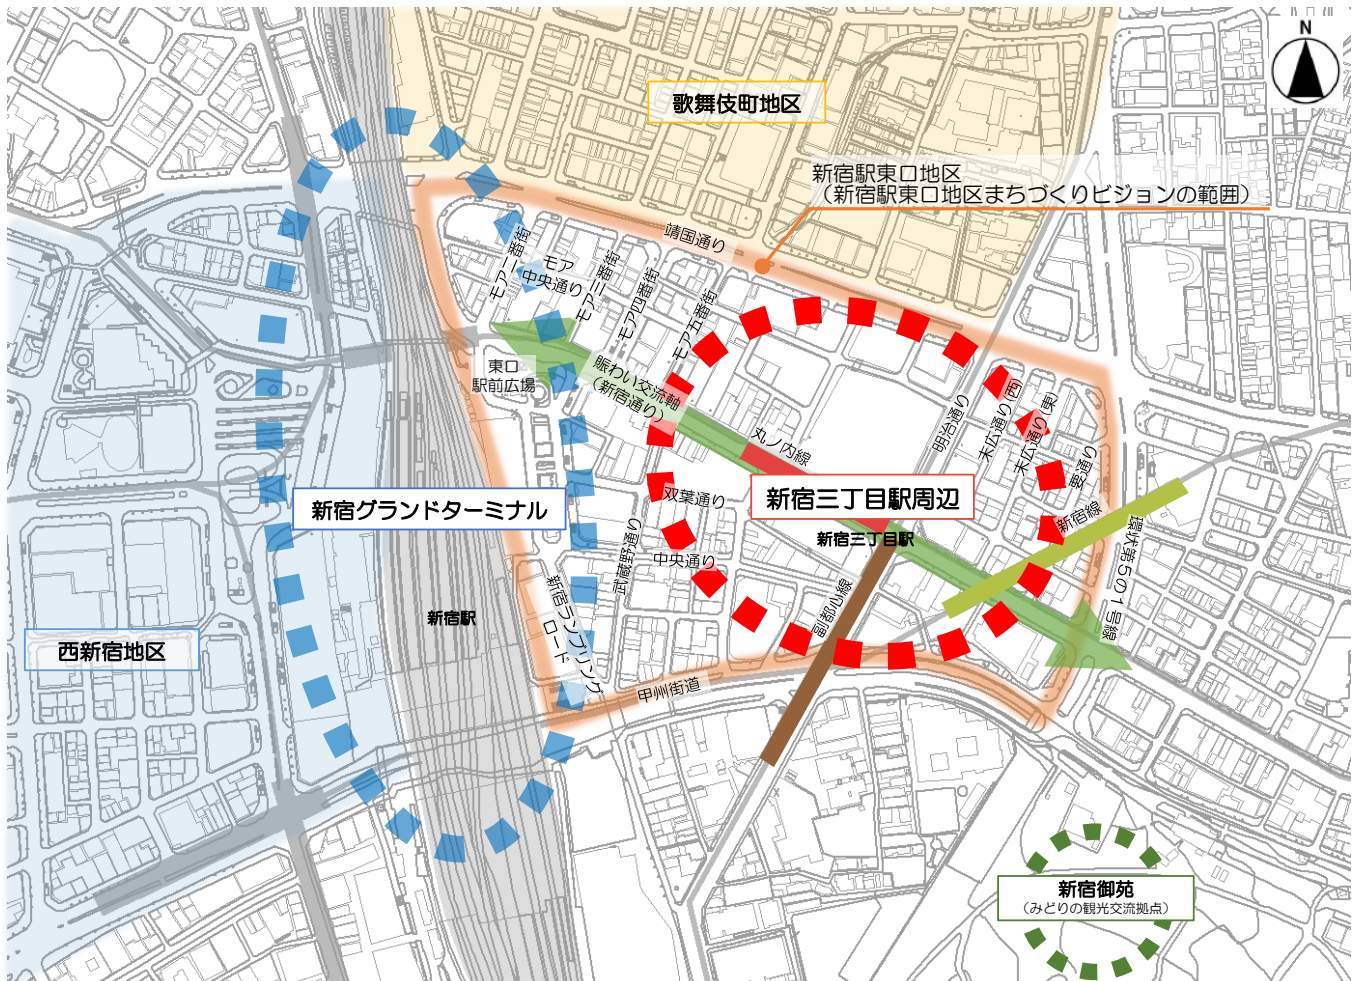 N
歌舞伎町地区
新宿駅東口地区
（新宿駅東口地区まちづくりビジョンの範囲）
靖国通り
モア二番街
モア
中央通り
モア三番街
モア四番街
モア五番街
東口
駅前広場
賑わい交流軸
（新宿通り）
丸ノ内線
明治通り
末広通り(西)
末広通り(東)
要通り
新宿グランドターミナル
双葉通り
新宿三丁目駅周辺
新宿三丁目駅
新宿線
環状第5の1号線
中央通り
武蔵野通り
新宿ランブリング
ロード
副都心線
新宿駅
西新宿地区
甲州街道
新宿御苑
（みどりの観光交流拠点）